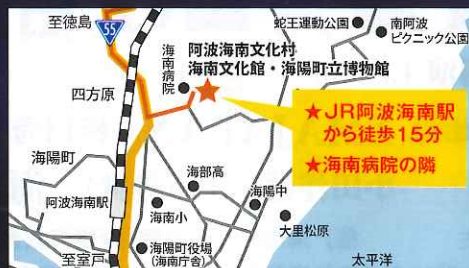 至徳島
55
蛇王運動公園
南阿波
ピクニック公園
海南病院
阿波海南文化村
海南文化館・海陽町立博物館
四方原
★JR阿波海南駅
から徒歩15分
★海南病院の隣
海陽町
海部高
海陽中
阿波海南駅
海南小
大里松原
海陽町役場
(海南庁舎)
至室戸
太平洋